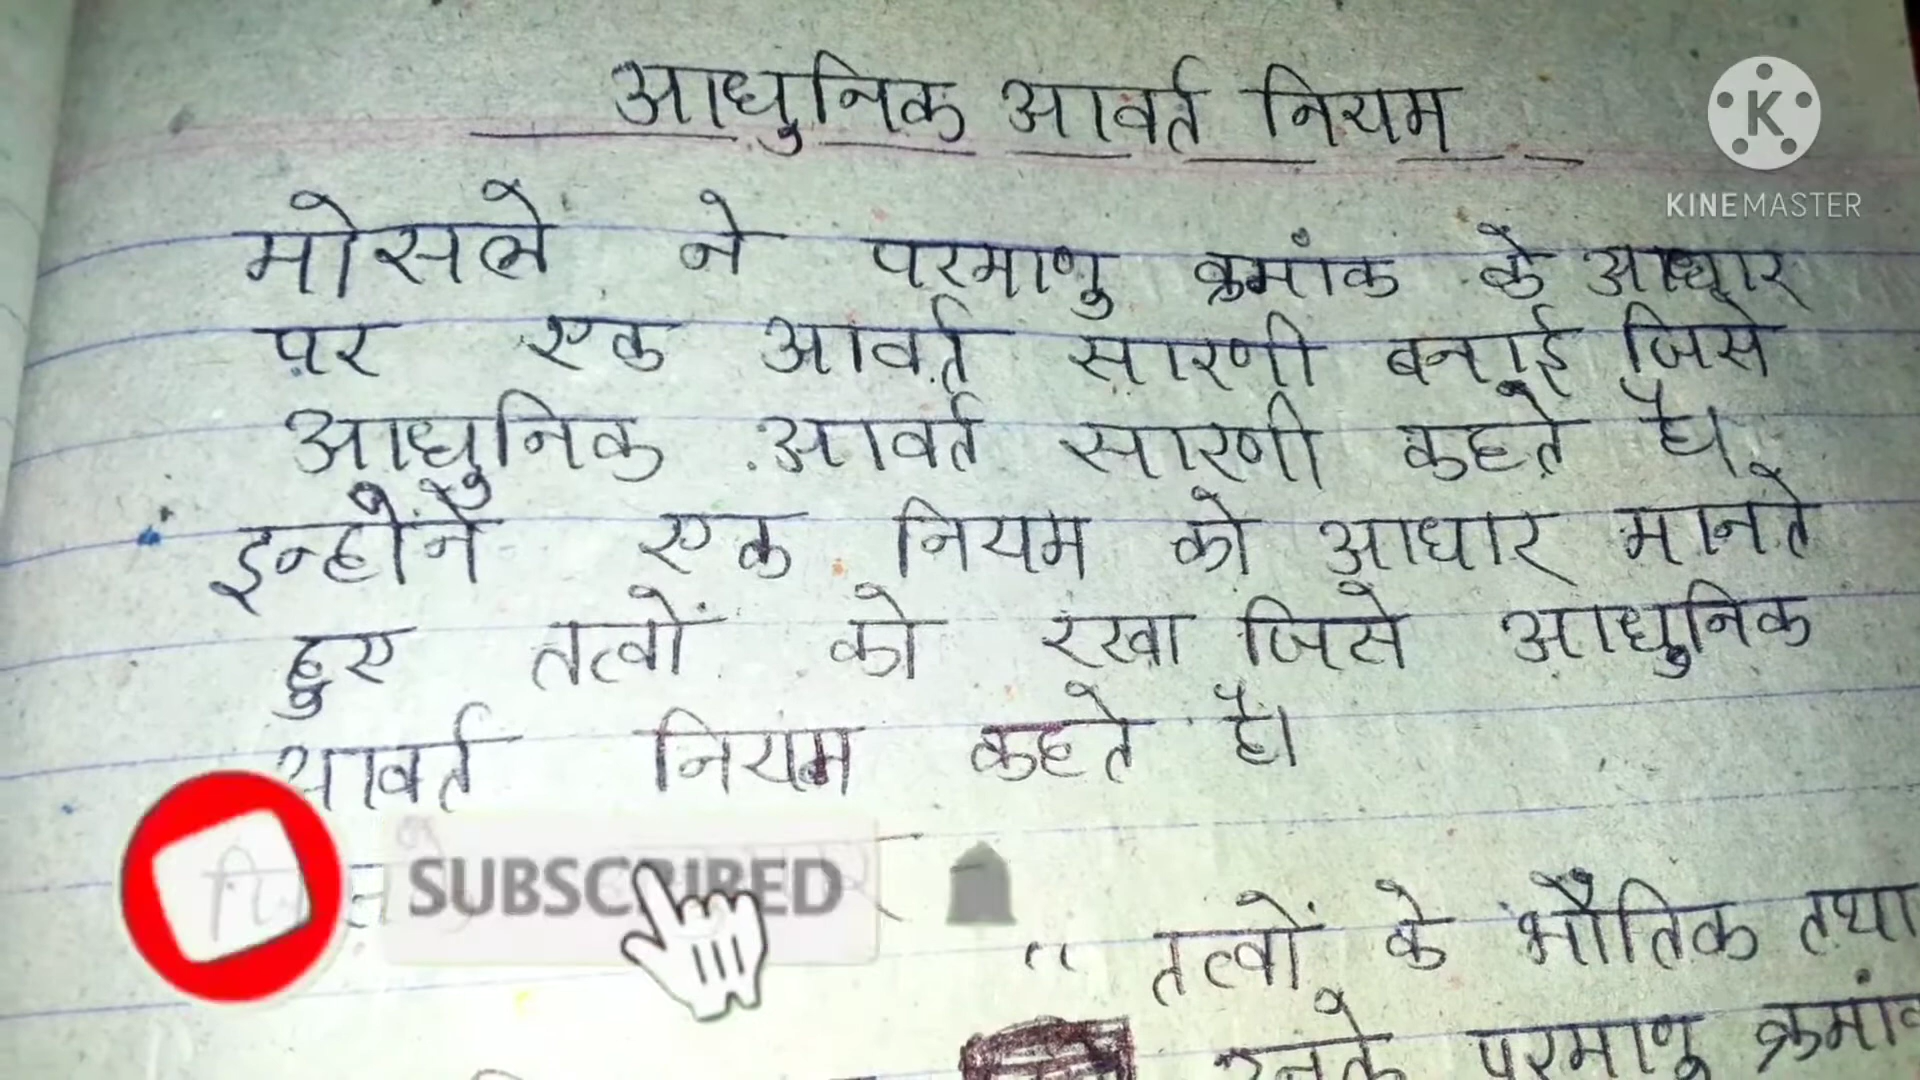 आधुनिक आवर्त नियम
K
KINEMASTER
मोसले ने परमाणु क्रमांक के आधार
पर एक आवर्त सारणी बनाई जिसे
आधुनिक आवर्त सारणी कहते है।
इन्होंने एक नियम को आधार मानते
हुए तत्वों को रखा जिसे आधुनिक
आवर्त नियम कहते है।
SUBSCRIBED
“ तत्वों के भौतिक तथा
उनके परमाणु क्रमांक